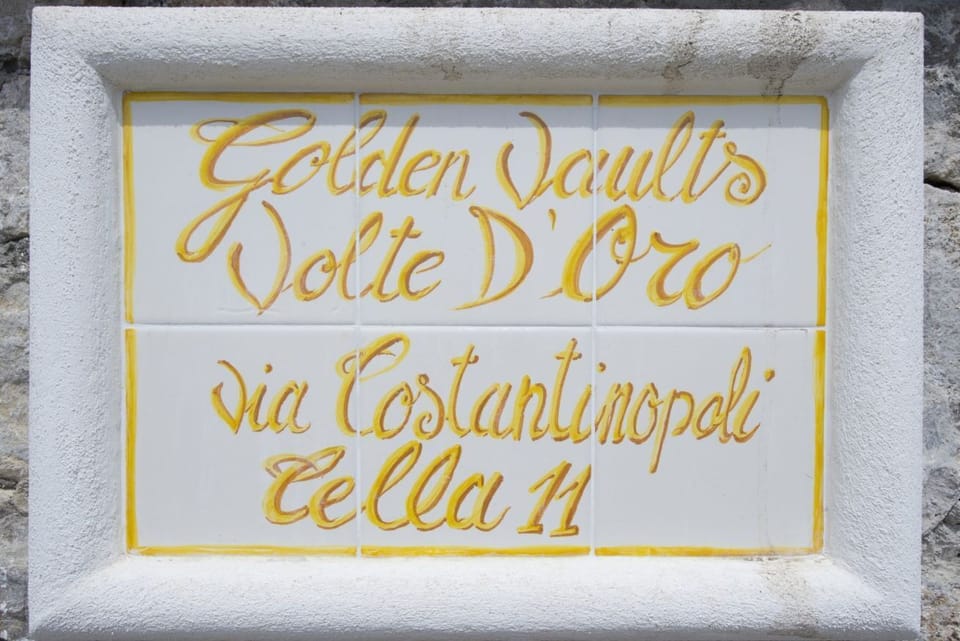 Golden Vaults
Volte D'Oro
via Costantinopoli
Cella 11